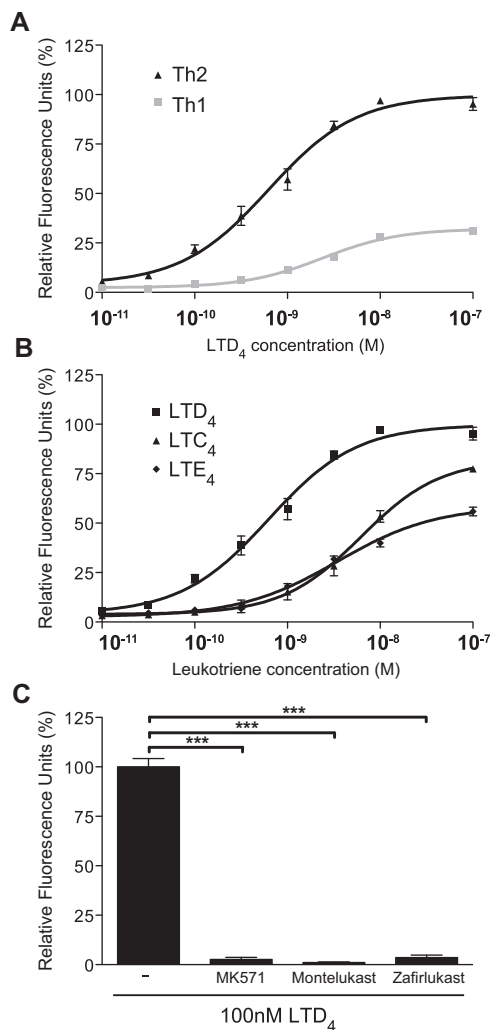 A
Relative Fluorescence Units (%)
125
100
75
50
25
0
Th2
Th1
10⁻¹¹ 10⁻¹⁰ 10⁻⁹ 10⁻⁸ 10⁻⁷
LTD₄ concentration (M)
B
Relative Fluorescence Units (%)
125
100
75
50
25
0
LTD₄
LTC₄
LTE₄
10⁻¹¹ 10⁻¹⁰ 10⁻⁹ 10⁻⁸ 10⁻⁷
Leukotriene concentration (M)
C
Relative Fluorescence Units (%)
125
100
75
50
25
0
***
***
***
- MK571 Montelukast Zafirlukast
100nM LTD₄